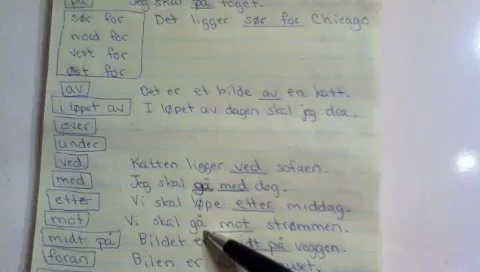 på Jeg skal på toget.
sør for Det ligger sør for Chicago
nord for
vest for
øst for
av Det er et bilde av en katt.
i løpet av I løpet av dagen skal jeg dra.
over
under
ved Katten ligger ved sofaen.
med Jeg skal gå med deg.
etter Vi skal løpe etter middag.
mot Vi skal gå mot strømmen.
midt på Bildet midt på veggen.
foran Bilen er